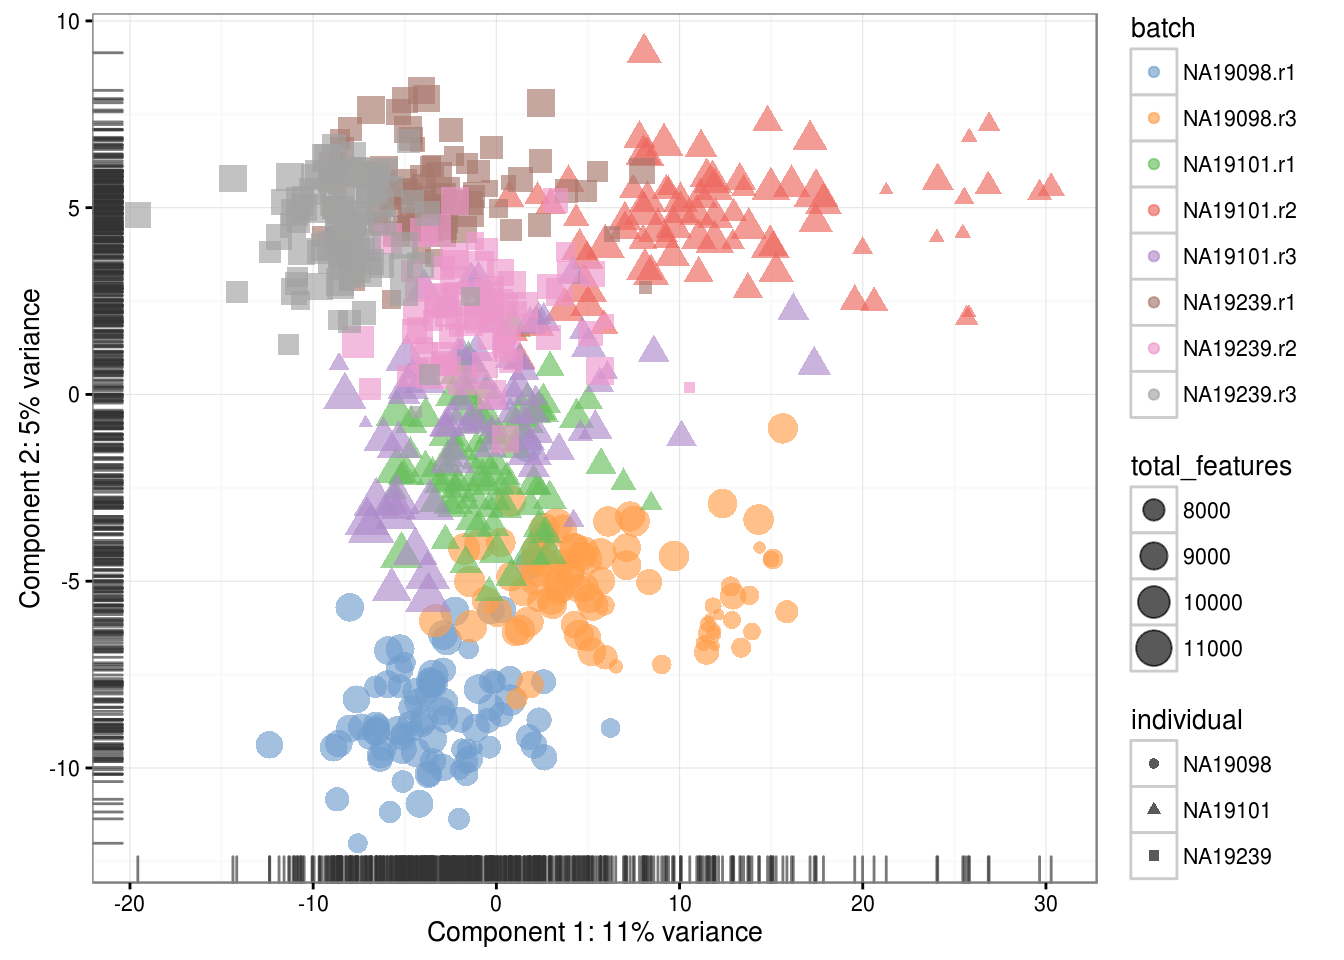 10
5
0
-5
-10
Component 2: 5% variance
-20
-10
0
10
20
30
Component 1: 11% variance
batch
NA19098.r1
NA19098.r3
NA19101.r1
NA19101.r2
NA19101.r3
NA19239.r1
NA19239.r2
NA19239.r3
total_features
8000
9000
10000
11000
individual
NA19098
NA19101
NA19239